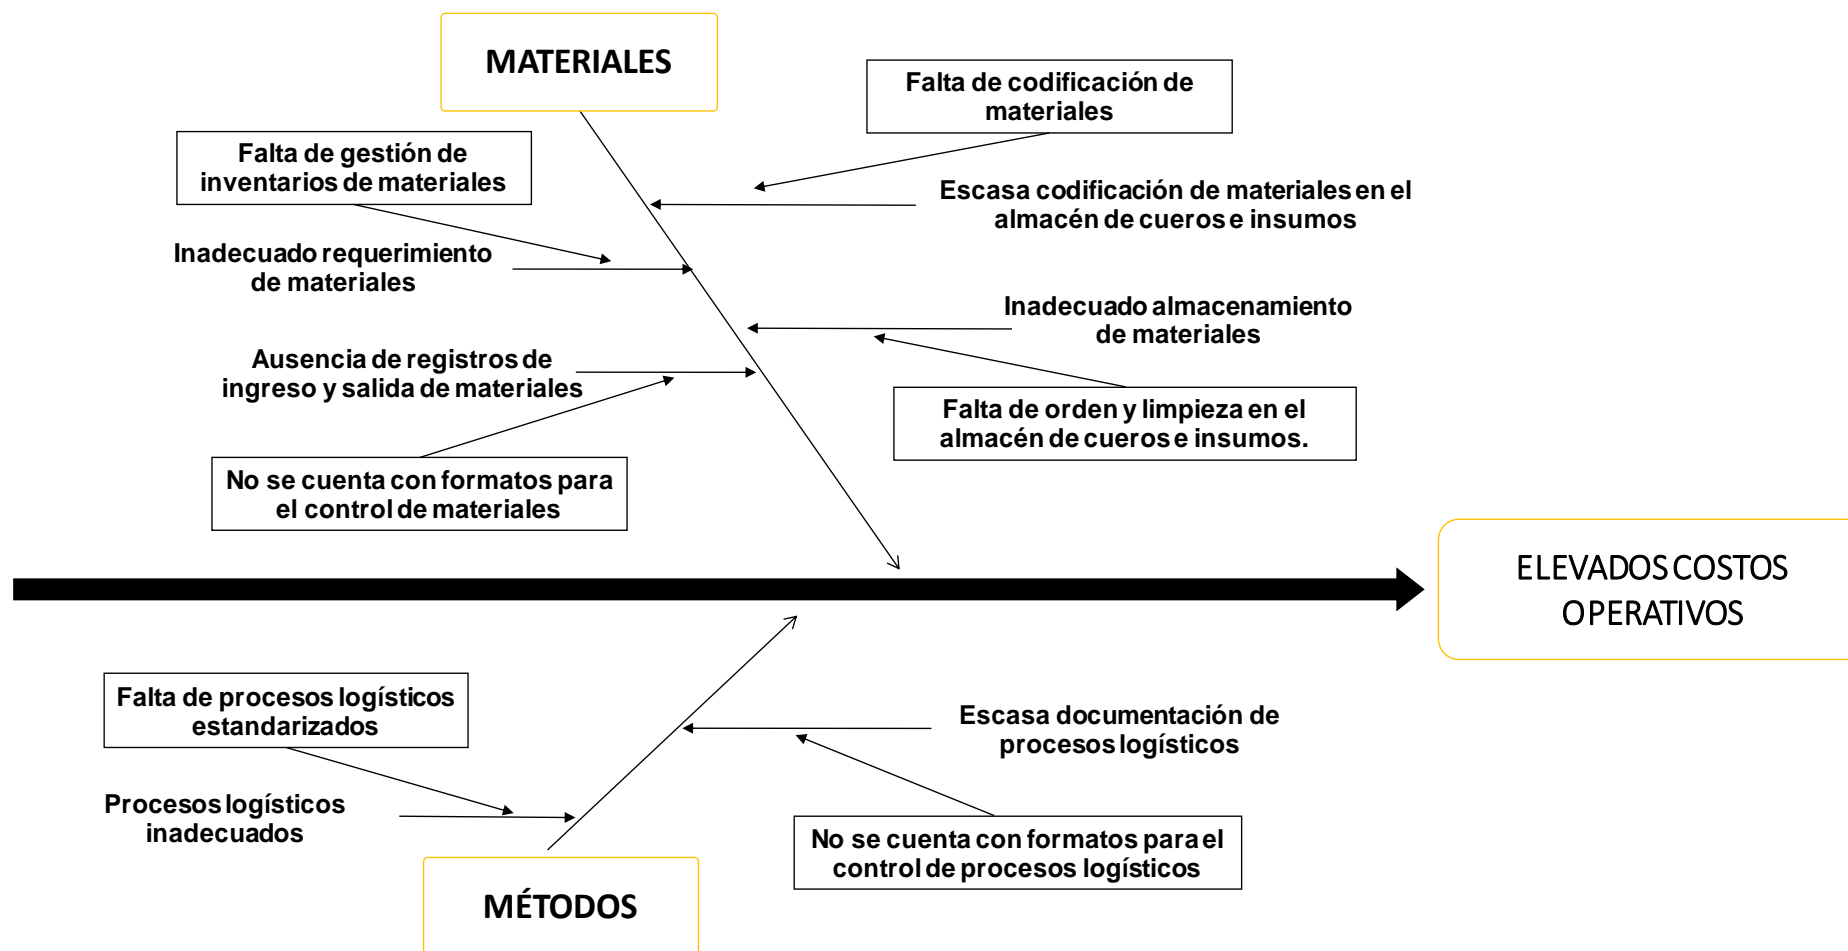 MATERIALES
Falta de codificación de
materiales
Falta de gestión de
inventarios de materiales
Escasa codificación de materiales en el
almacén de cueros e insumos
Inadecuado requerimiento
de materiales
Inadecuado almacenamiento
de materiales
Ausencia de registros de
ingreso y salida de materiales
Falta de orden y limpieza en el
almacén de cueros e insumos.
No se cuenta con formatos para
el control de materiales
ELEVADOS COSTOS
OPERATIVOS
Falta de procesos logísticos
estandarizados
Escasa documentación de
procesos logísticos
Procesos logísticos
inadecuados
No se cuenta con formatos para el
control de procesos logísticos
MÉTODOS